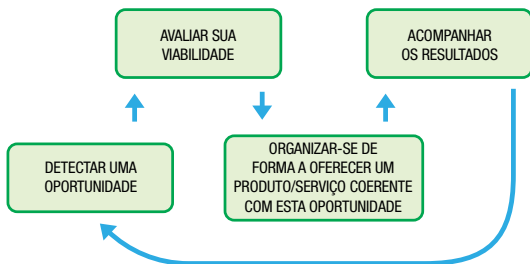 AVALIAR SUA
VIABILIDADE
ACOMPANHAR
OS RESULTADOS
DETECTAR UMA
OPORTUNIDADE
ORGANIZAR-SE DE
FORMA A OFERECER UM
PRODUTO/SERVIÇO COERENTE
COM ESTA OPORTUNIDADE